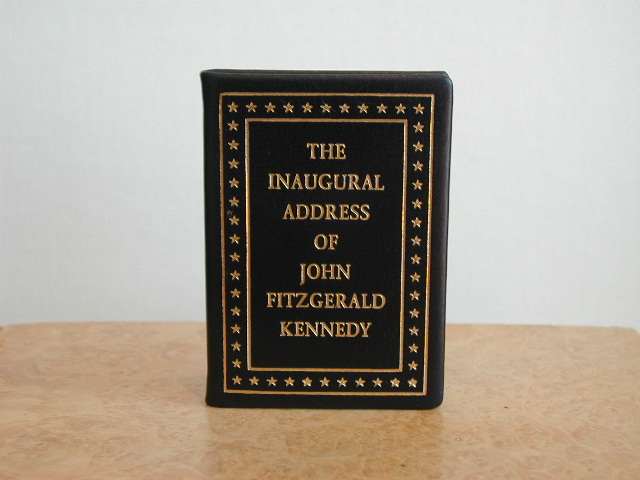 THE
INAUGURAL
ADDRESS
OF
JOHN
FITZGERALD
KENNEDY